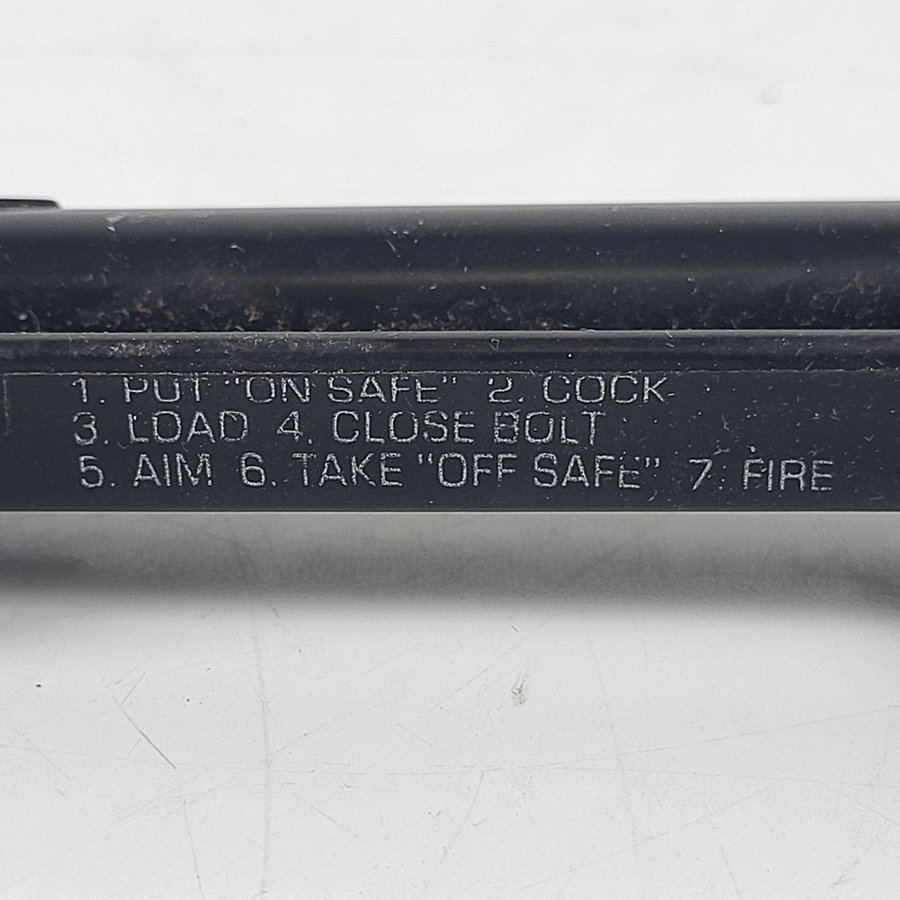 1. PUT "ON SAFE" 2. COCK
3. LOAD 4. CLOSE BOLT
5. AIM 6. TAKE "OFF SAFE" 7. FIRE